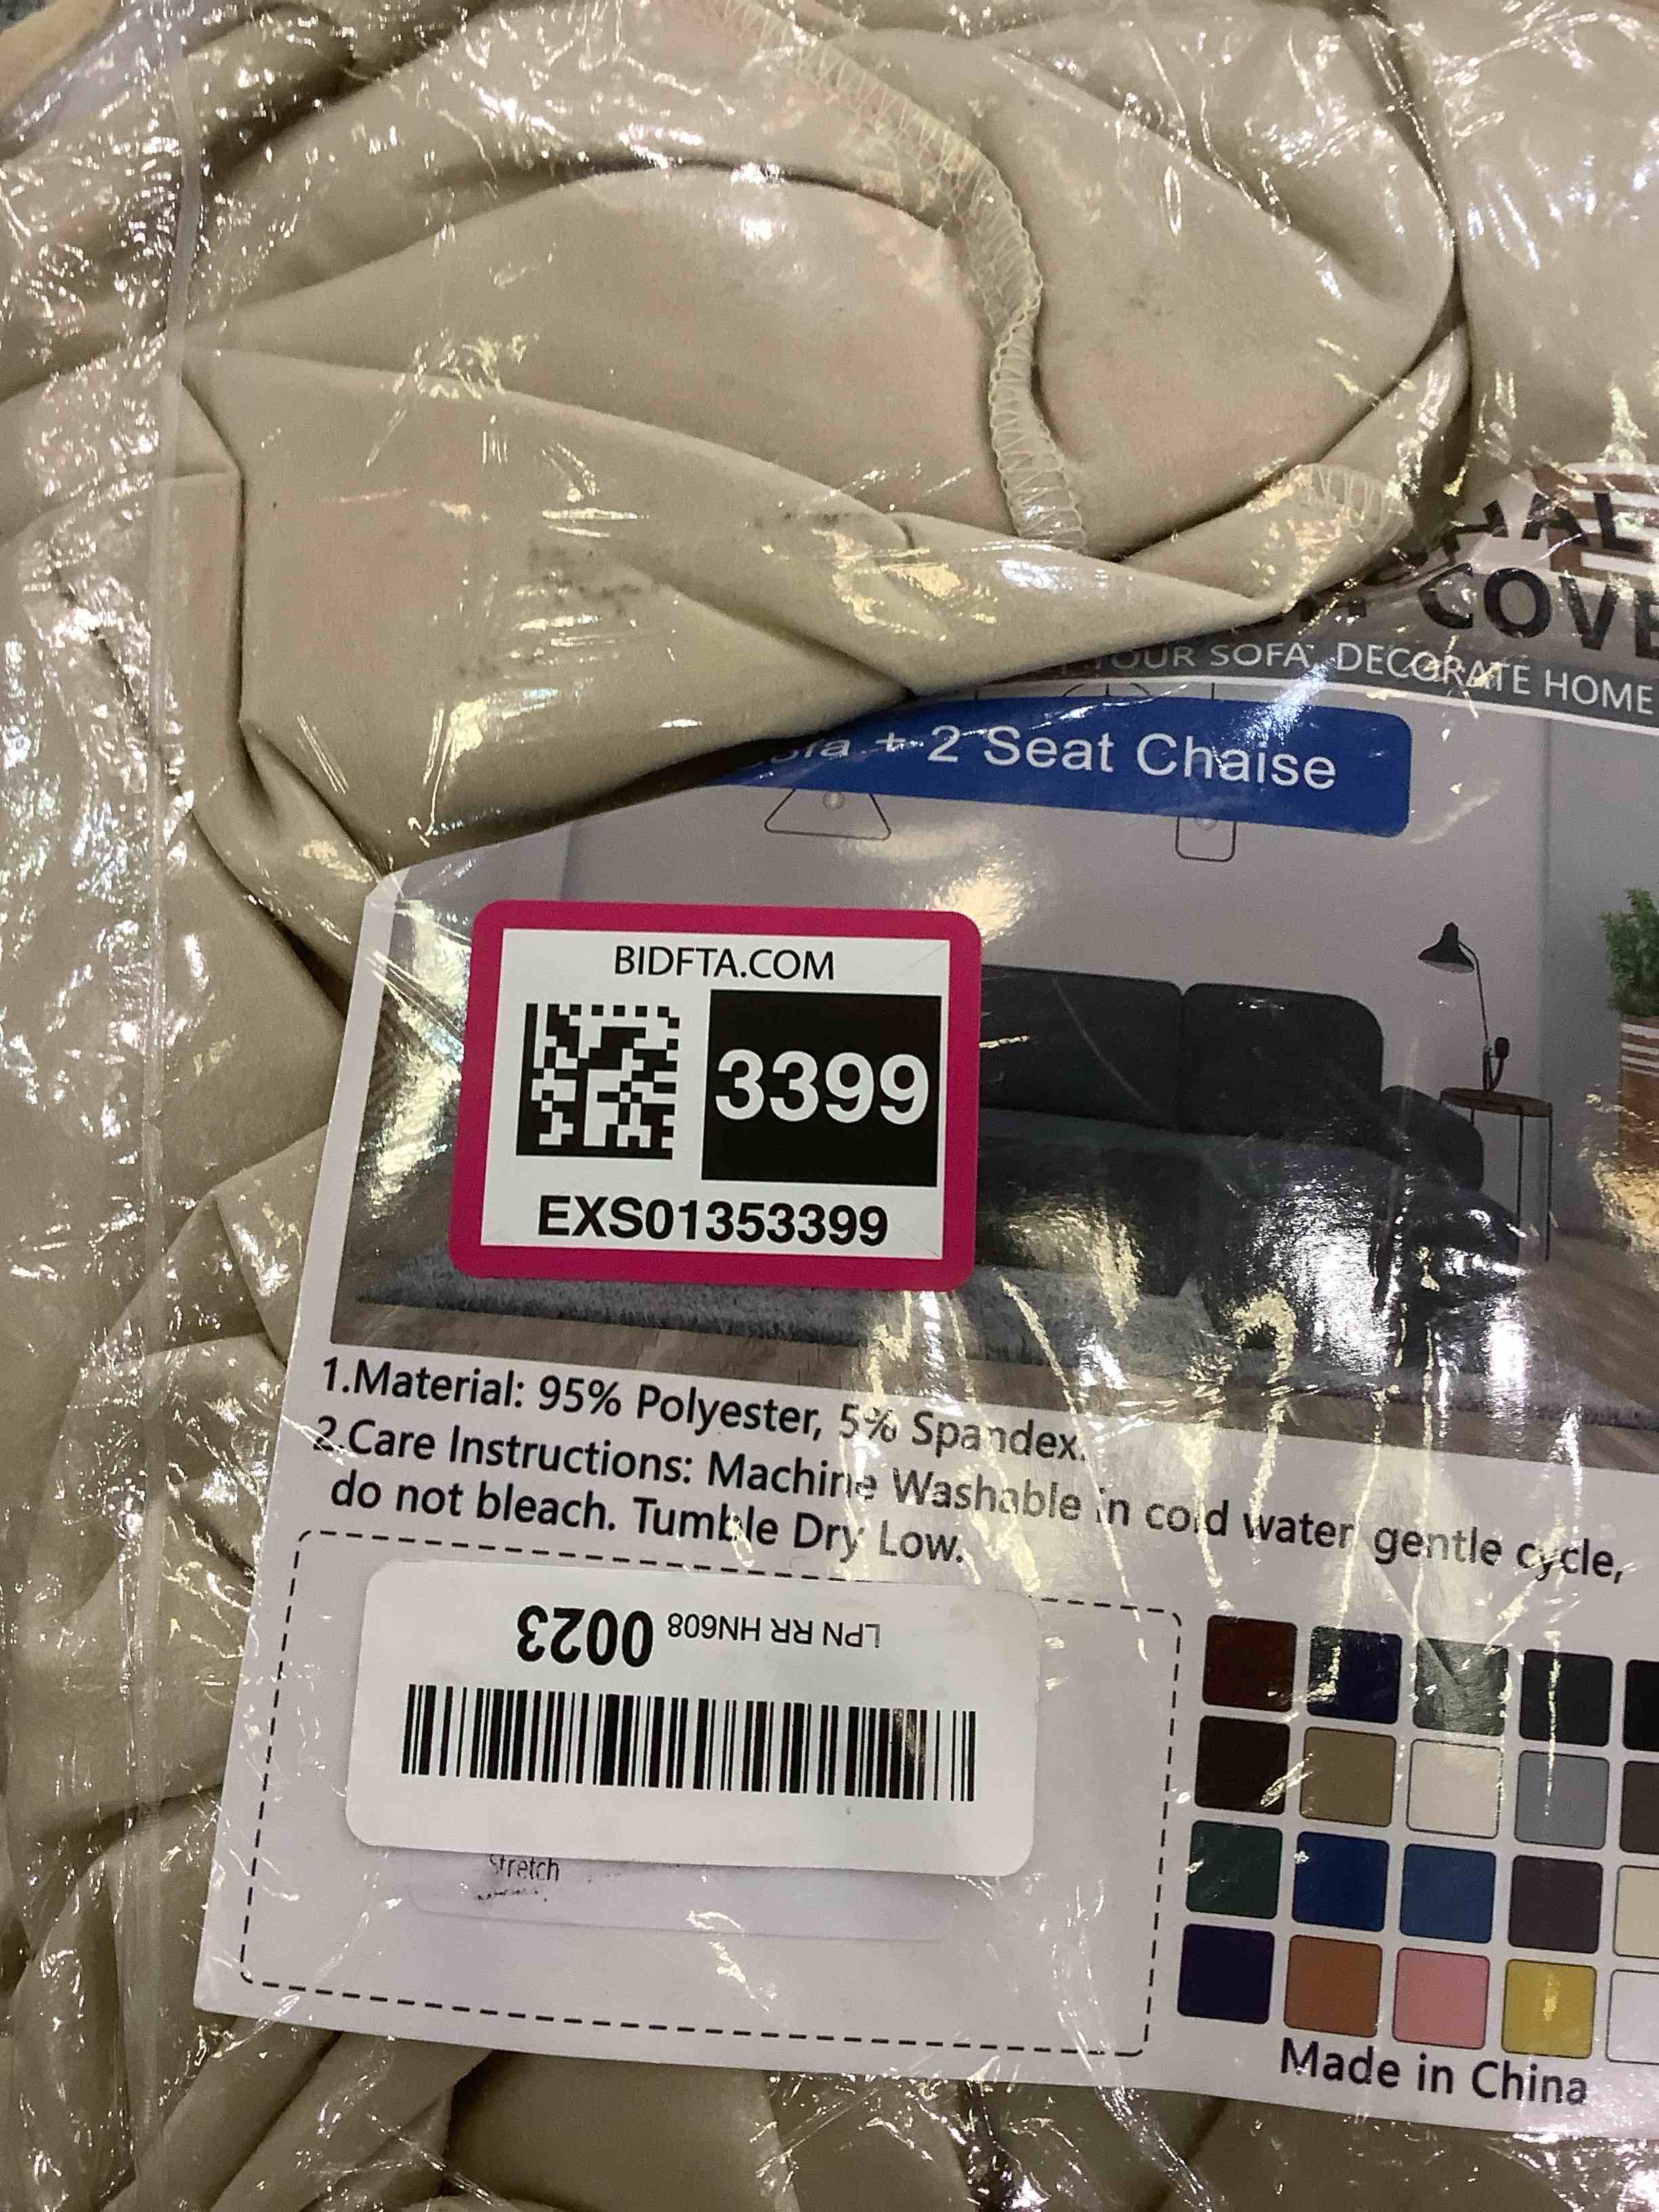 COVE
YOUR SOFA, DECORATE HOME
+ 2 Seat Chaise
BIDFTA.COM
3399
EXS01353399
1.Material: 95% Polyester, 5% Spandex.
2.Care Instructions: Machine Washable in cold water gentle cycle,
do not bleach. Tumble Dry Low.
LPN RR HN608 0023
Stretch
Made in China